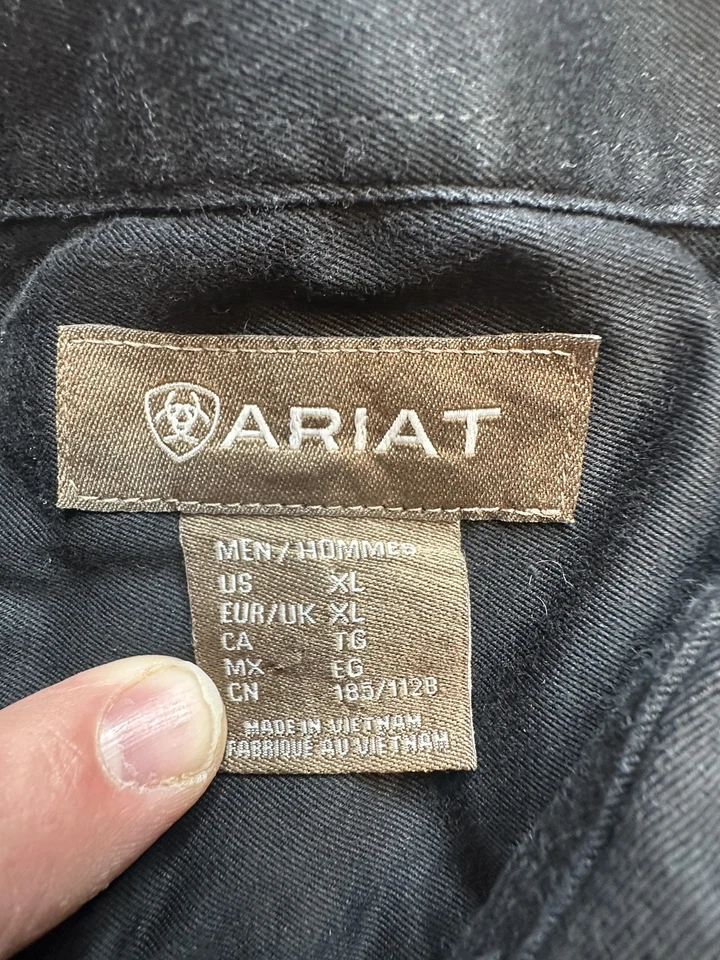 ARIAT
MEN / HOMMES
US XL
EUR/UK XL
CA TG
MX EG
CN 185/112B
MADE IN VIETNAM
FABRIQUÉ AU VIETNAM